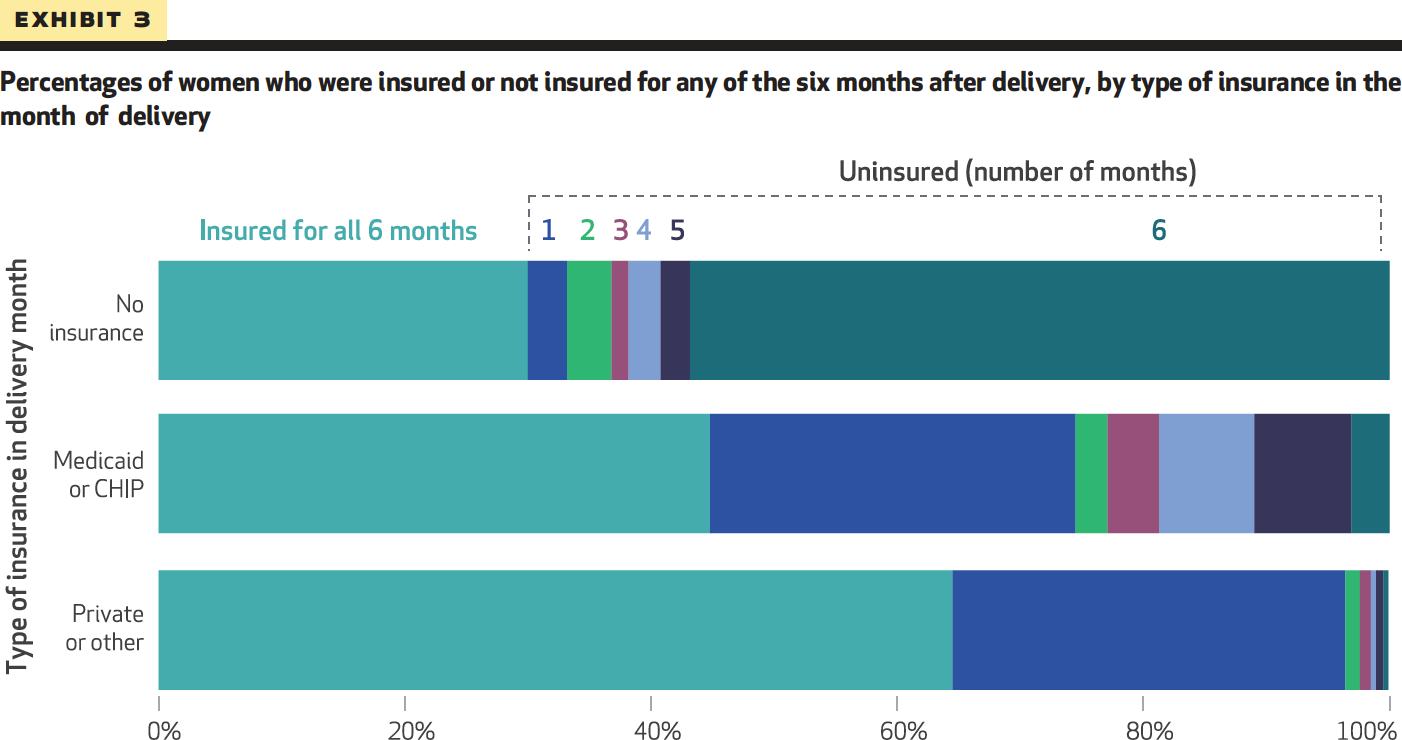 EXHIBIT 3
Percentages of women who were insured or not insured for any of the six months after delivery, by type of insurance in the
month of delivery
Uninsured (number of months)
Insured for all 6 months 1 2 3 4 5 6
Type of insurance in delivery month
No
insurance
Medicaid
or CHIP
Private
or other
0% 20% 40% 60% 80% 100%